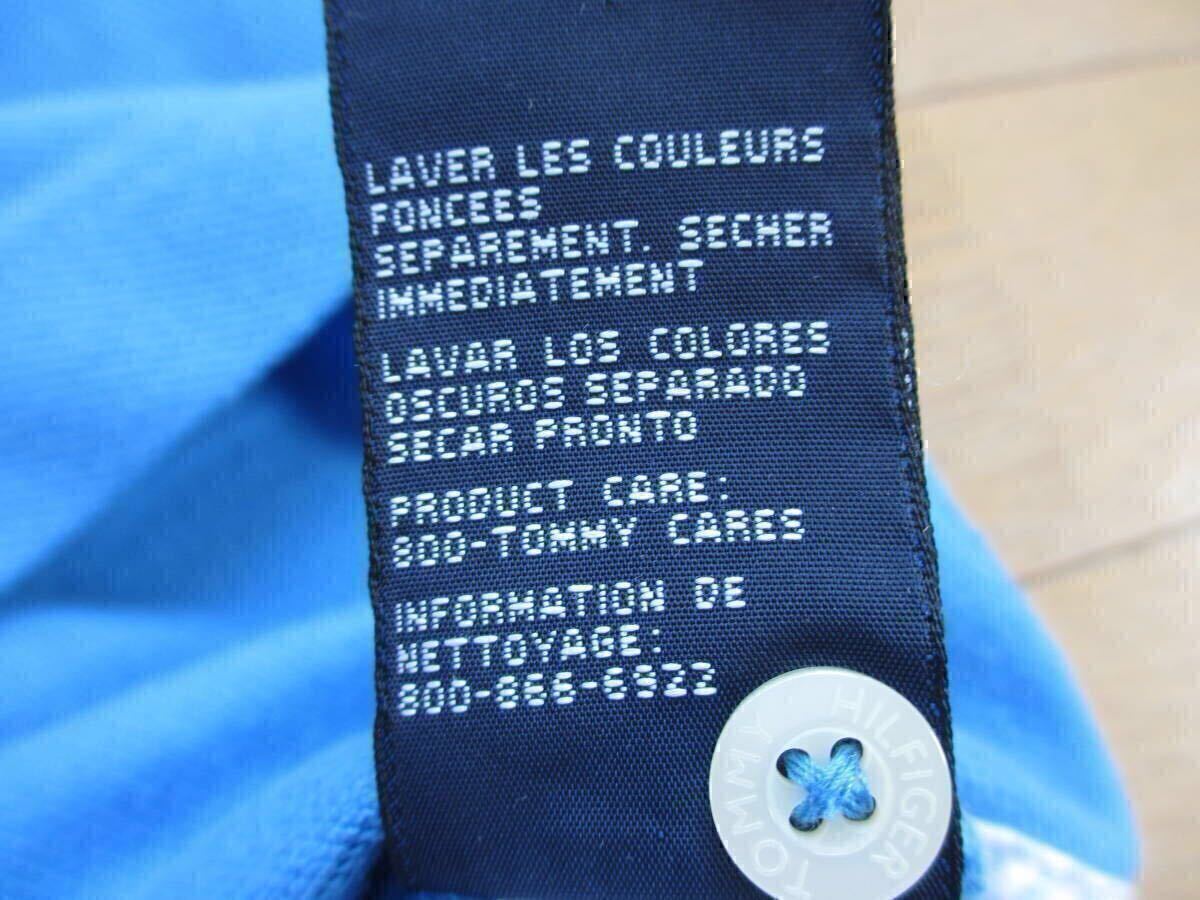 LAVER LES COULEURS
FONCEES
SEPAREMENT. SECHER
IMMEDIATEMENT
LAVAR LOS COLORES
OSCUROS SEPARADO
SECAR PRONTO
PRODUCT CARE:
800-TOMMY CARES
INFORMATION DE
NETTOYAGE:
800-866-6922
TOMMY · HILFIGER